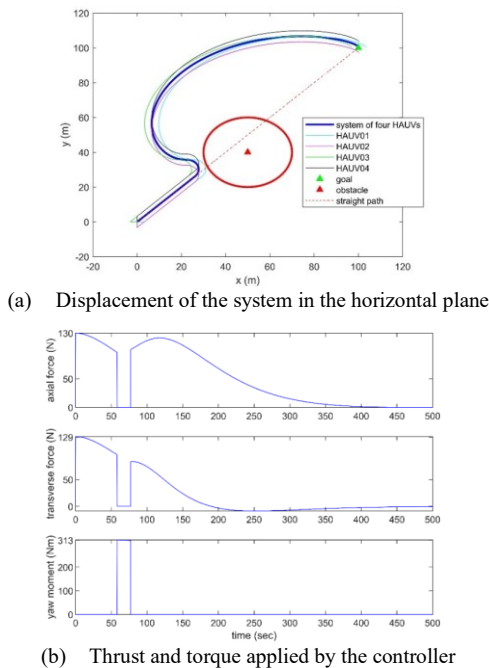 120
100
80
60
40
20
0
-20
y (m)
-20 0 20 40 60 80 100 120
x (m)
system of four HAUVs
HAUV01
HAUV02
HAUV03
HAUV04
goal
obstacle
straight path
(a) Displacement of the system in the horizontal plane
axial force (N)
130
50
0
0 50 100 150 200 250 300 350 400 450 500
transverse force (N)
129
50
0
0 50 100 150 200 250 300 350 400 450 500
yaw moment (Nm)
313
200
100
0
0 50 100 150 200 250 300 350 400 450 500
time (sec)
(b) Thrust and torque applied by the controller